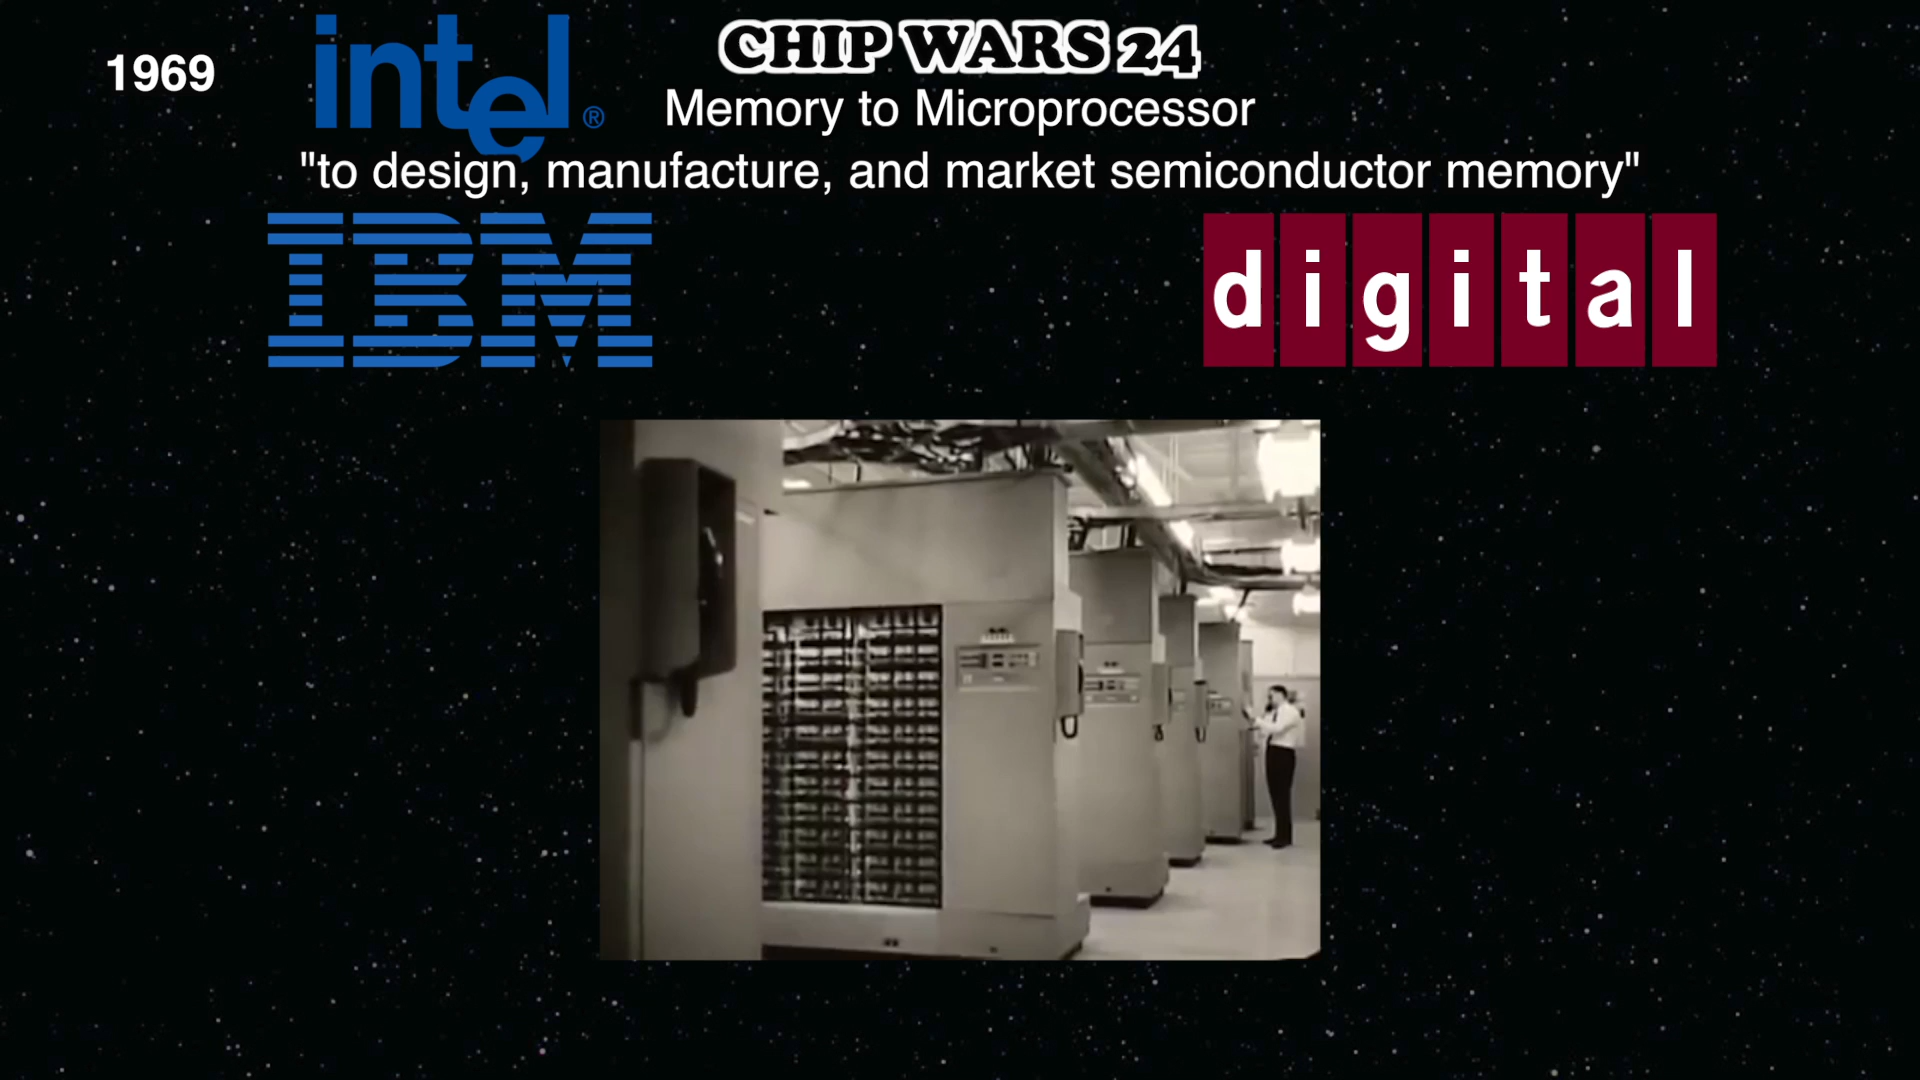 1969
intel®
CHIP WARS 24
Memory to Microprocessor
"to design, manufacture, and market semiconductor memory"
IBM
digital